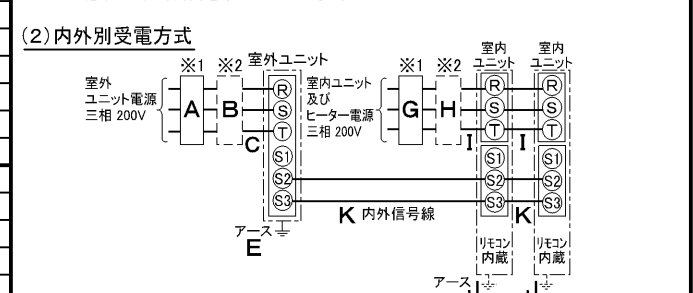 (2)内外別受電方式
※1 ※2 室外ユニット
※1 ※2
室内
ユニット
室内
ユニット
室外
ユニット電源
三相 200V
A
B
C
R
S
T
S1
S2
S3
室内ユニット
及び
ヒーター電源
三相 200V
G
H
I
R
S
T
S1
S2
S3
I
R
S
T
S1
S2
S3
K 内外信号線
K
アース
E
リモコン
内蔵
リモコン
内蔵
アース